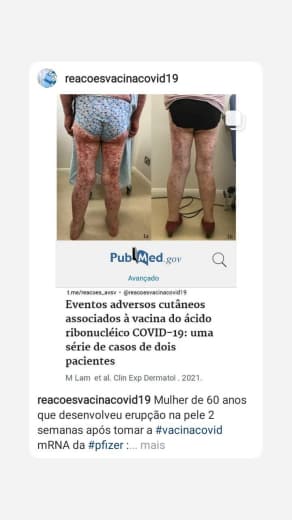 reacoesvacinacovid19
1a
1c
PubMed.gov
Avançado
t.me/reacoes_avsv - @reacoesvacinacovid19
Eventos adversos cutâneos
associados à vacina do ácido
ribonucléico COVID-19: uma
série de casos de dois
pacientes
M Lam et al. Clin Exp Dermatol . 2021.
reacoesvacinacovid19 Mulher de 60 anos
que desenvolveu erupção na pele 2
semanas após tomar a #vacinacovid
mRNA da #pfizer :... mais